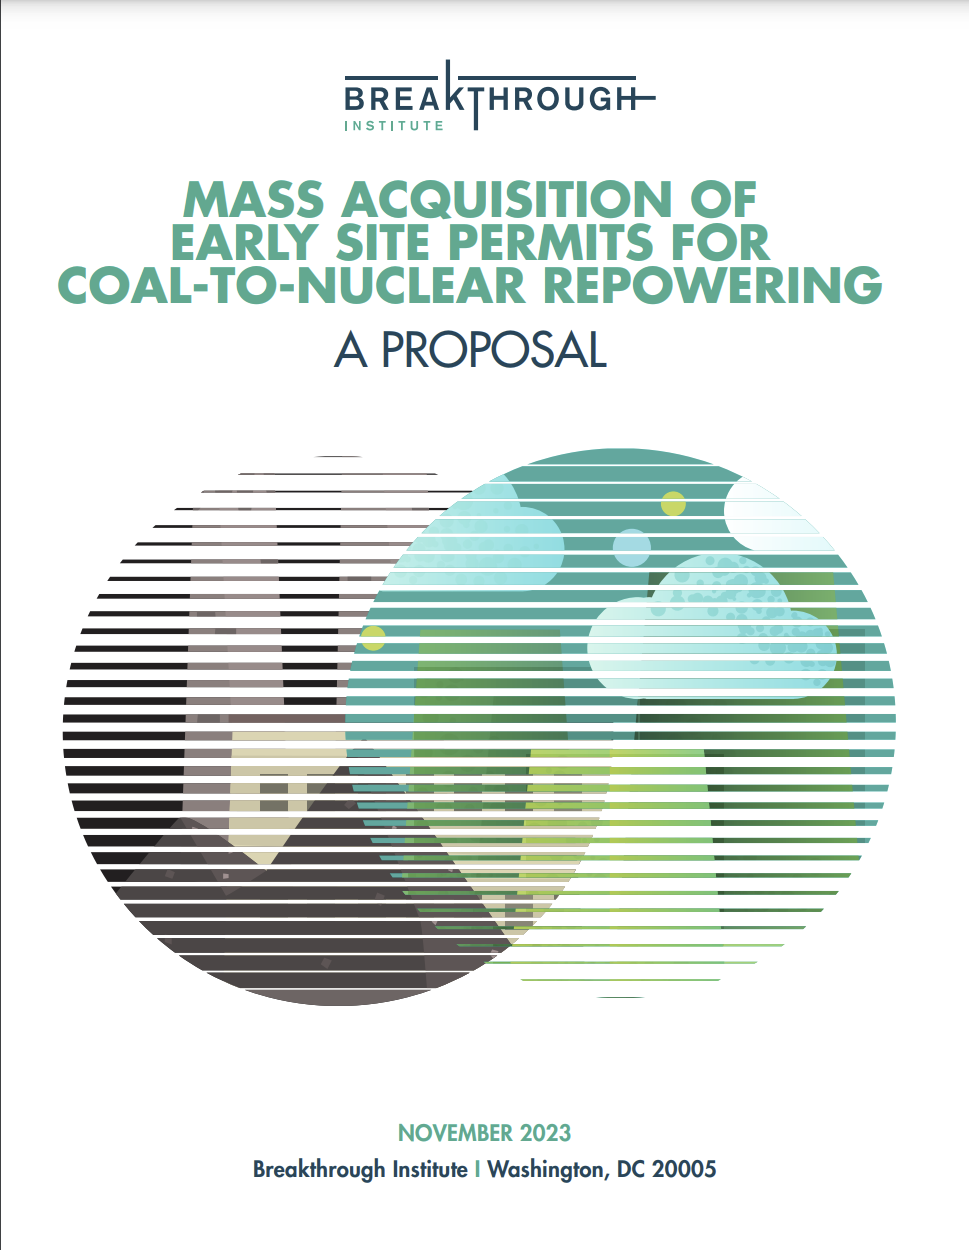 BREAKTHROUGH
INSTITUTE
MASS ACQUISITION OF
EARLY SITE PERMITS FOR
COAL-TO-NUCLEAR REPOWERING
A PROPOSAL
NOVEMBER 2023
Breakthrough Institute | Washington, DC 20005